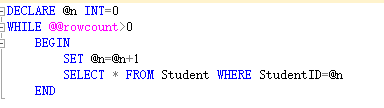 DECLARE @n INT=0
WHILE @@rowcount>0
BEGIN
SET @n=@n+1
SELECT * FROM Student WHERE StudentID=@n
END